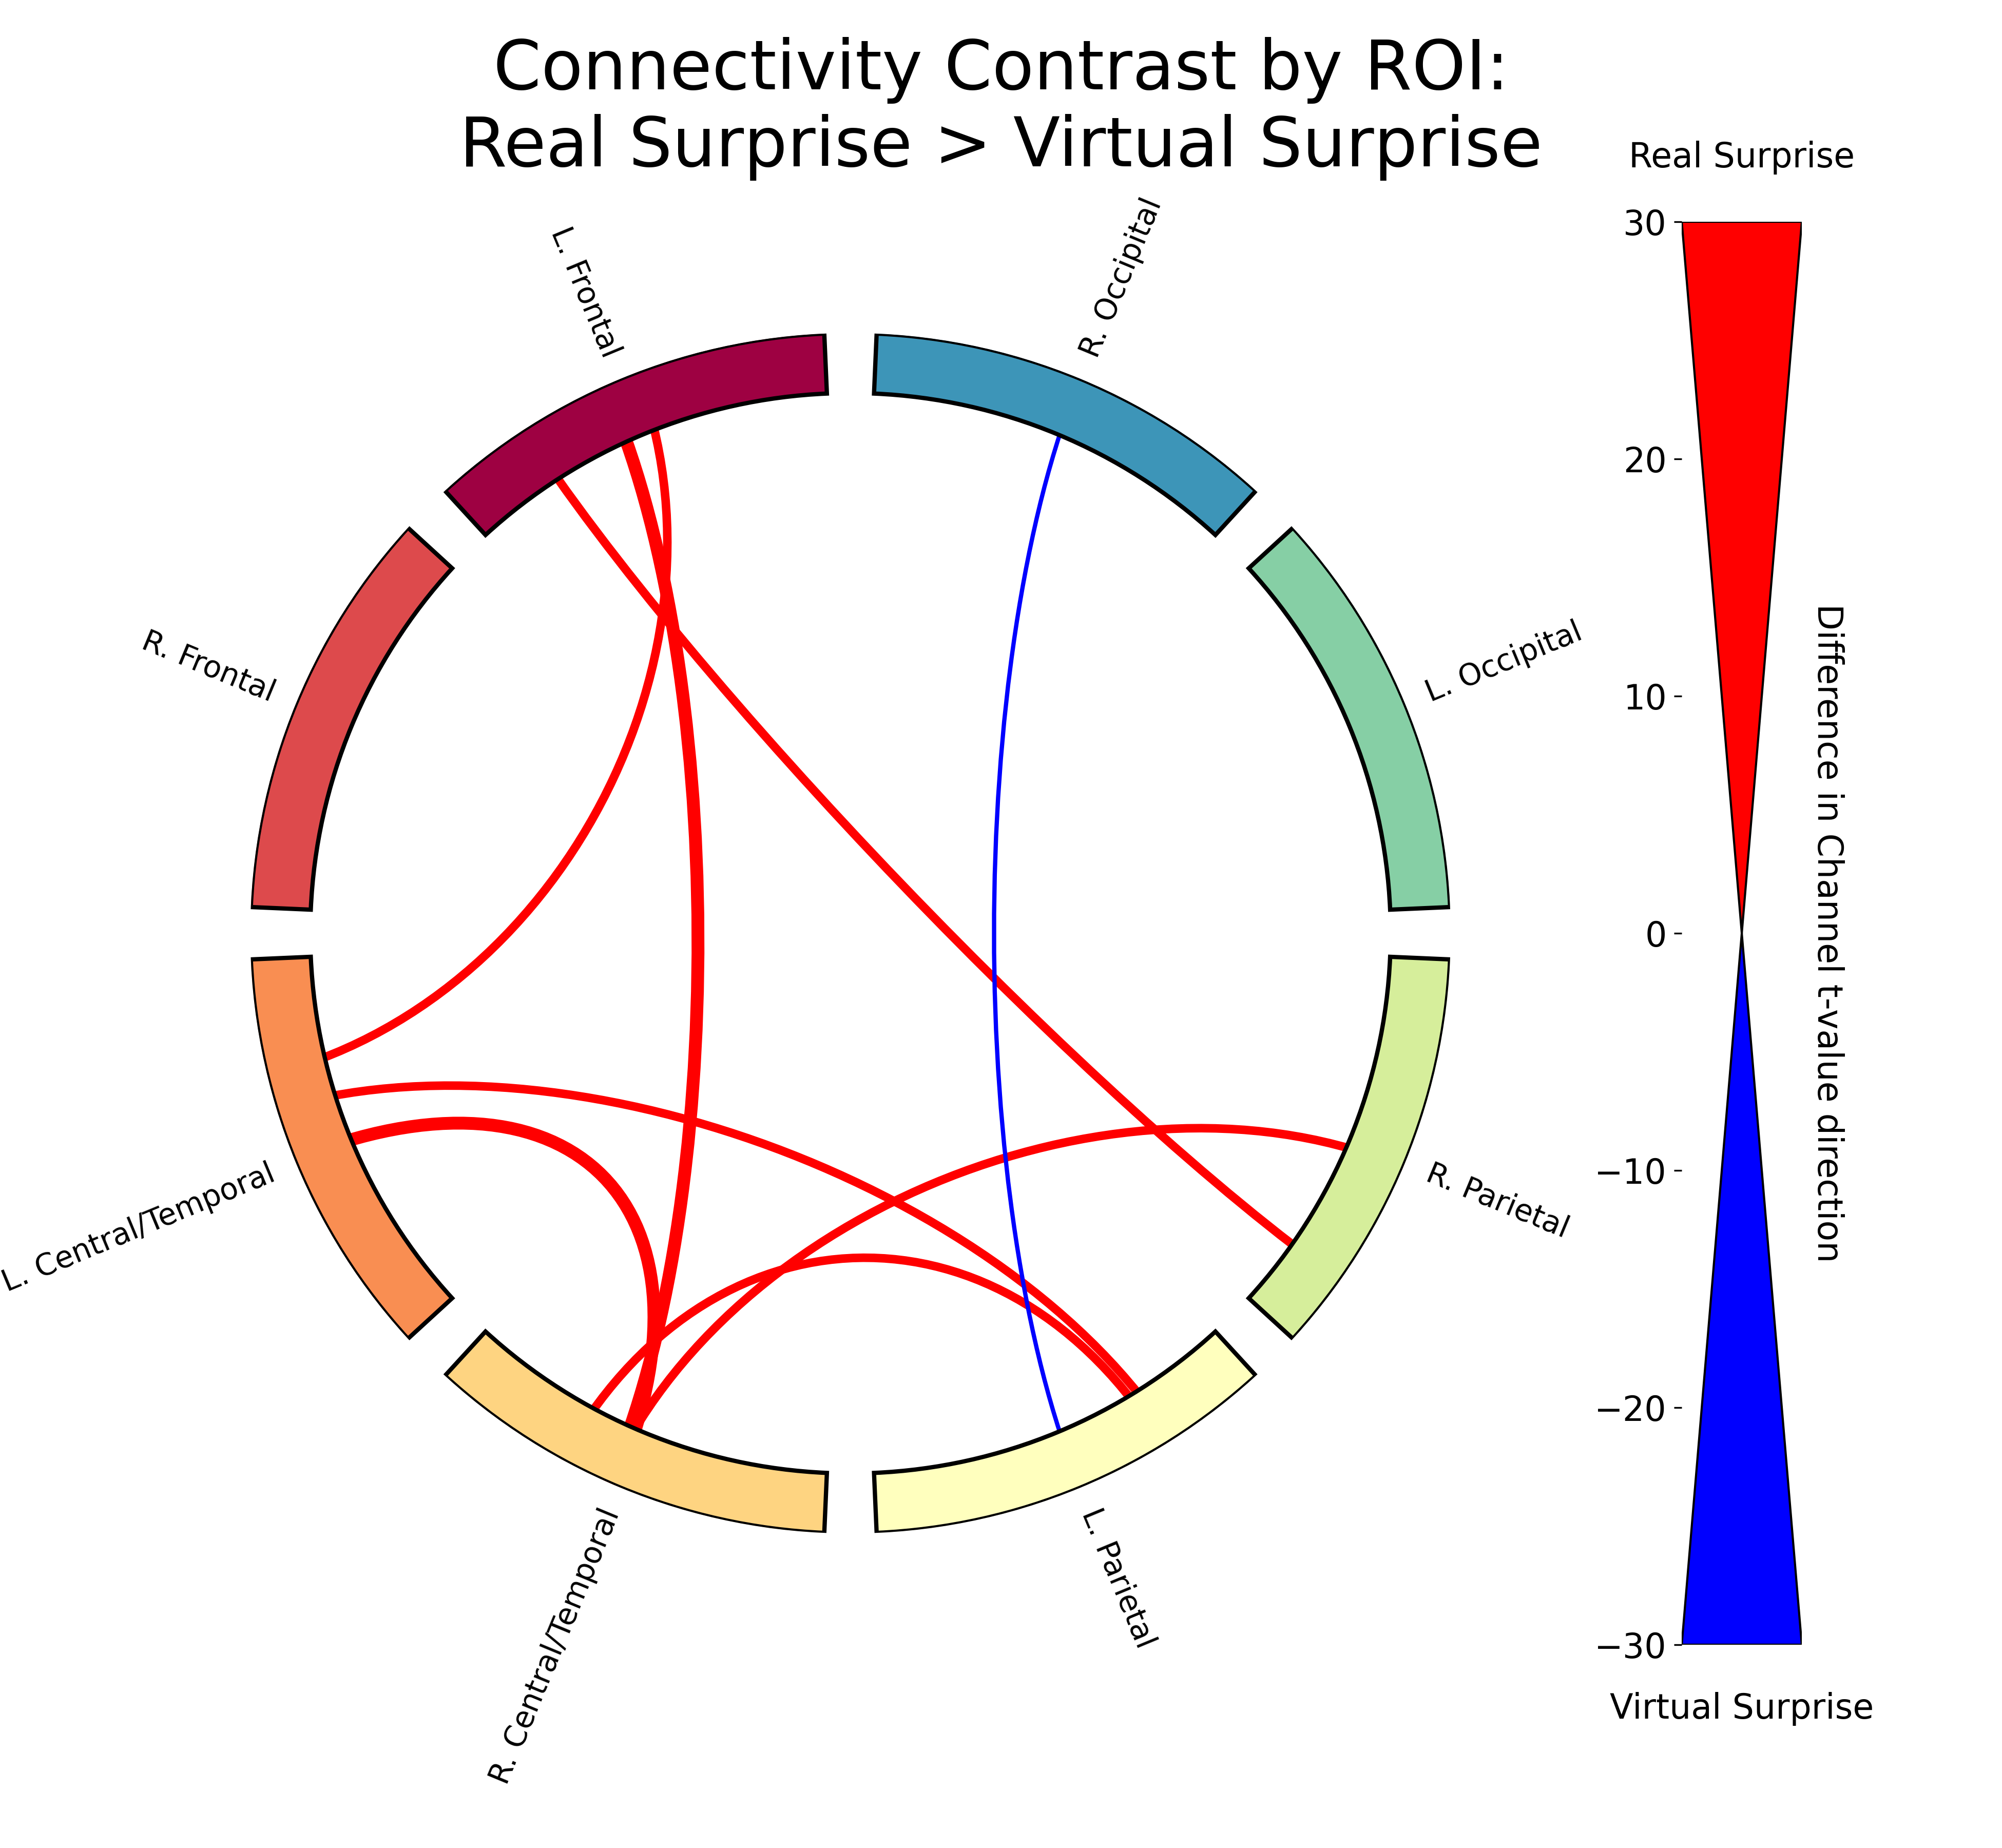 Connectivity Contrast by ROI:
Real Surprise > Virtual Surprise
Real Surprise
30
20
10
0
−10
−20
−30
Virtual Surprise
Difference in Channel t-value direction
L. Frontal
R. Occipital
R. Frontal
L. Occipital
L. Central/Temporal
R. Parietal
R. Central/Temporal
L. Parietal